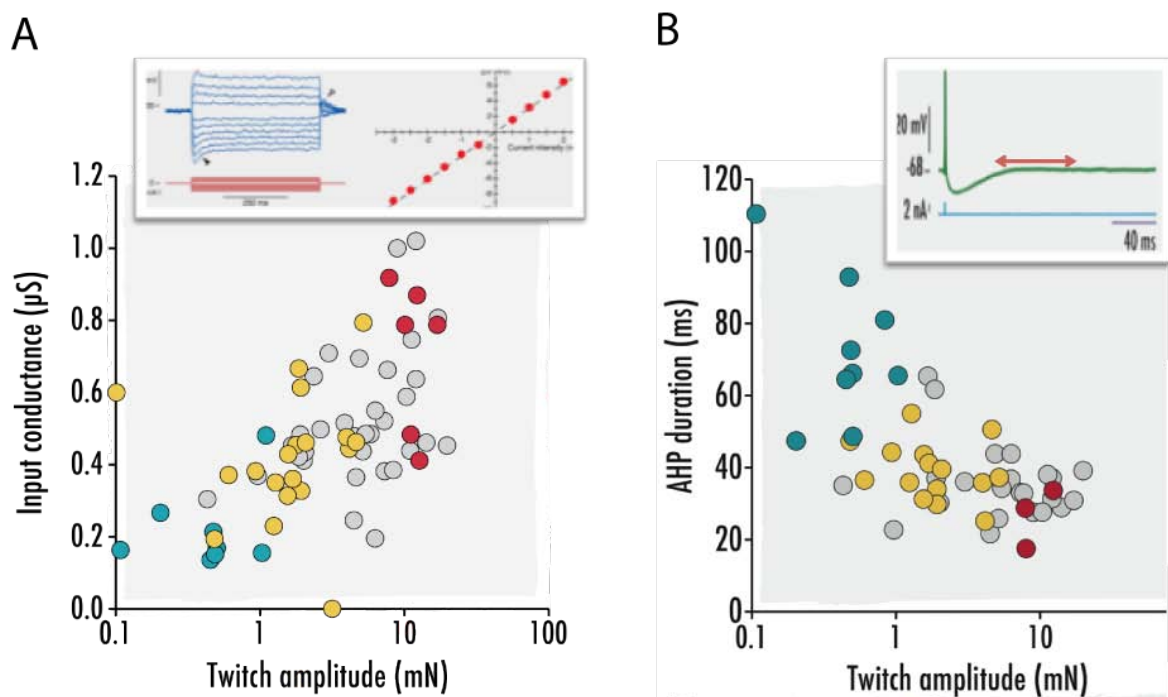 A
250 ms
Current intensity (n
1.2
1.0
0.8
0.6
0.4
0.2
0.0
Input conductance (µS)
0.1
1
10
100
Twitch amplitude (mN)
B
20 mV
-68
2 nA
40 ms
120
100
80
60
40
20
0
AHP duration (ms)
0.1
1
10
Twitch amplitude (mN)